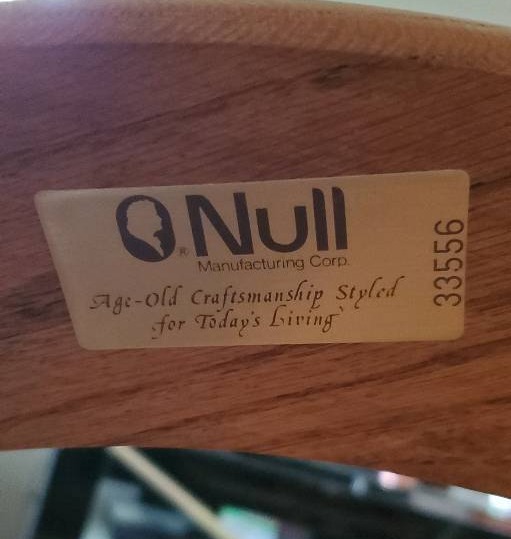 ® Null
Manufacturing Corp.
Age-Old Craftsmanship Styled
for Today's Living
33556